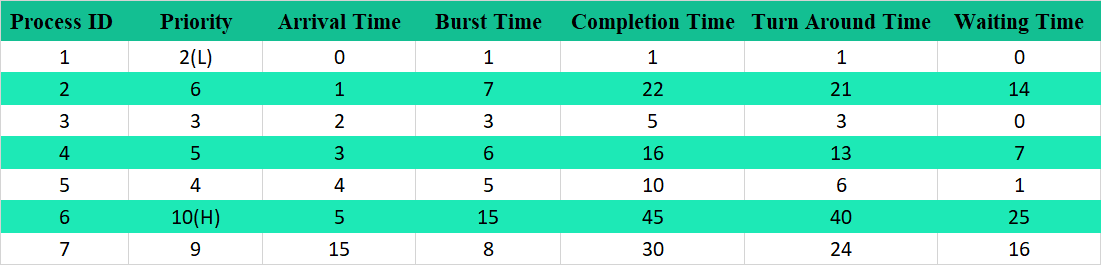 Process ID Priority Arrival Time Burst Time Completion Time Turn Around Time Waiting Time
1 2(L) 0 1 1 1 0
2 6 1 7 22 21 14
3 3 2 3 5 3 0
4 5 3 6 16 13 7
5 4 4 5 10 6 1
6 10(H) 5 15 45 40 25
7 9 15 8 30 24 16